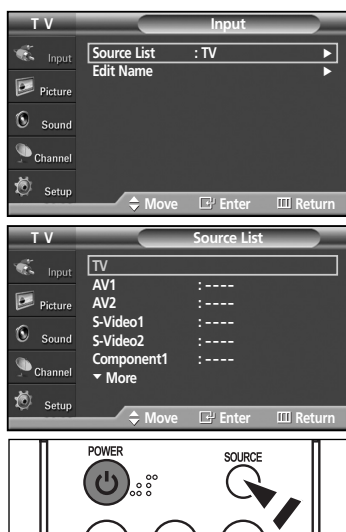 TV Input
Input Source List : TV ►
Edit Name ►
Picture
Sound
Channel
Setup
Move Enter Return
TV Source List
Input TV
AV1 :----
AV2 :----
Picture S-Video1 :----
Sound S-Video2 :----
Component1 :----
Channel ▼ More
Setup
Move Enter Return
POWER SOURCE